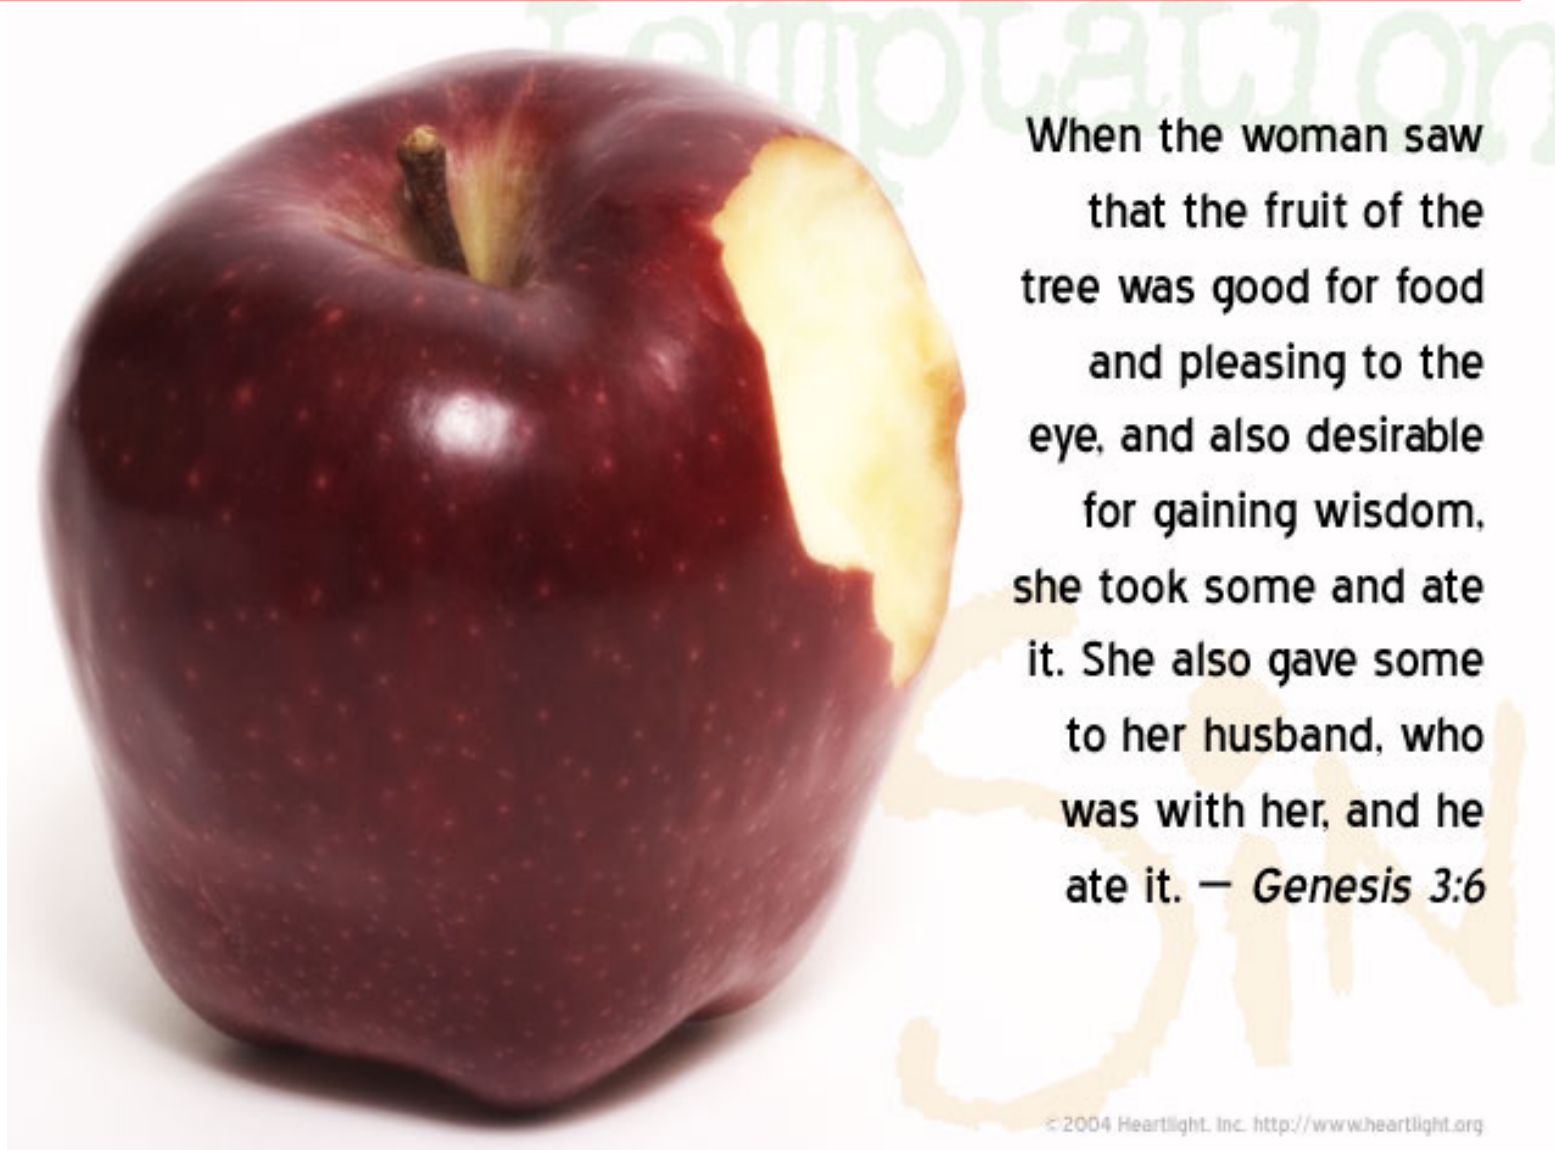 Temptation
When the woman saw
that the fruit of the
tree was good for food
and pleasing to the
eye, and also desirable
for gaining wisdom,
she took some and ate
it. She also gave some
to her husband, who
was with her, and he
ate it. — Genesis 3:6
SiN
©2004 Heartlight, Inc. http://www.heartlight.org